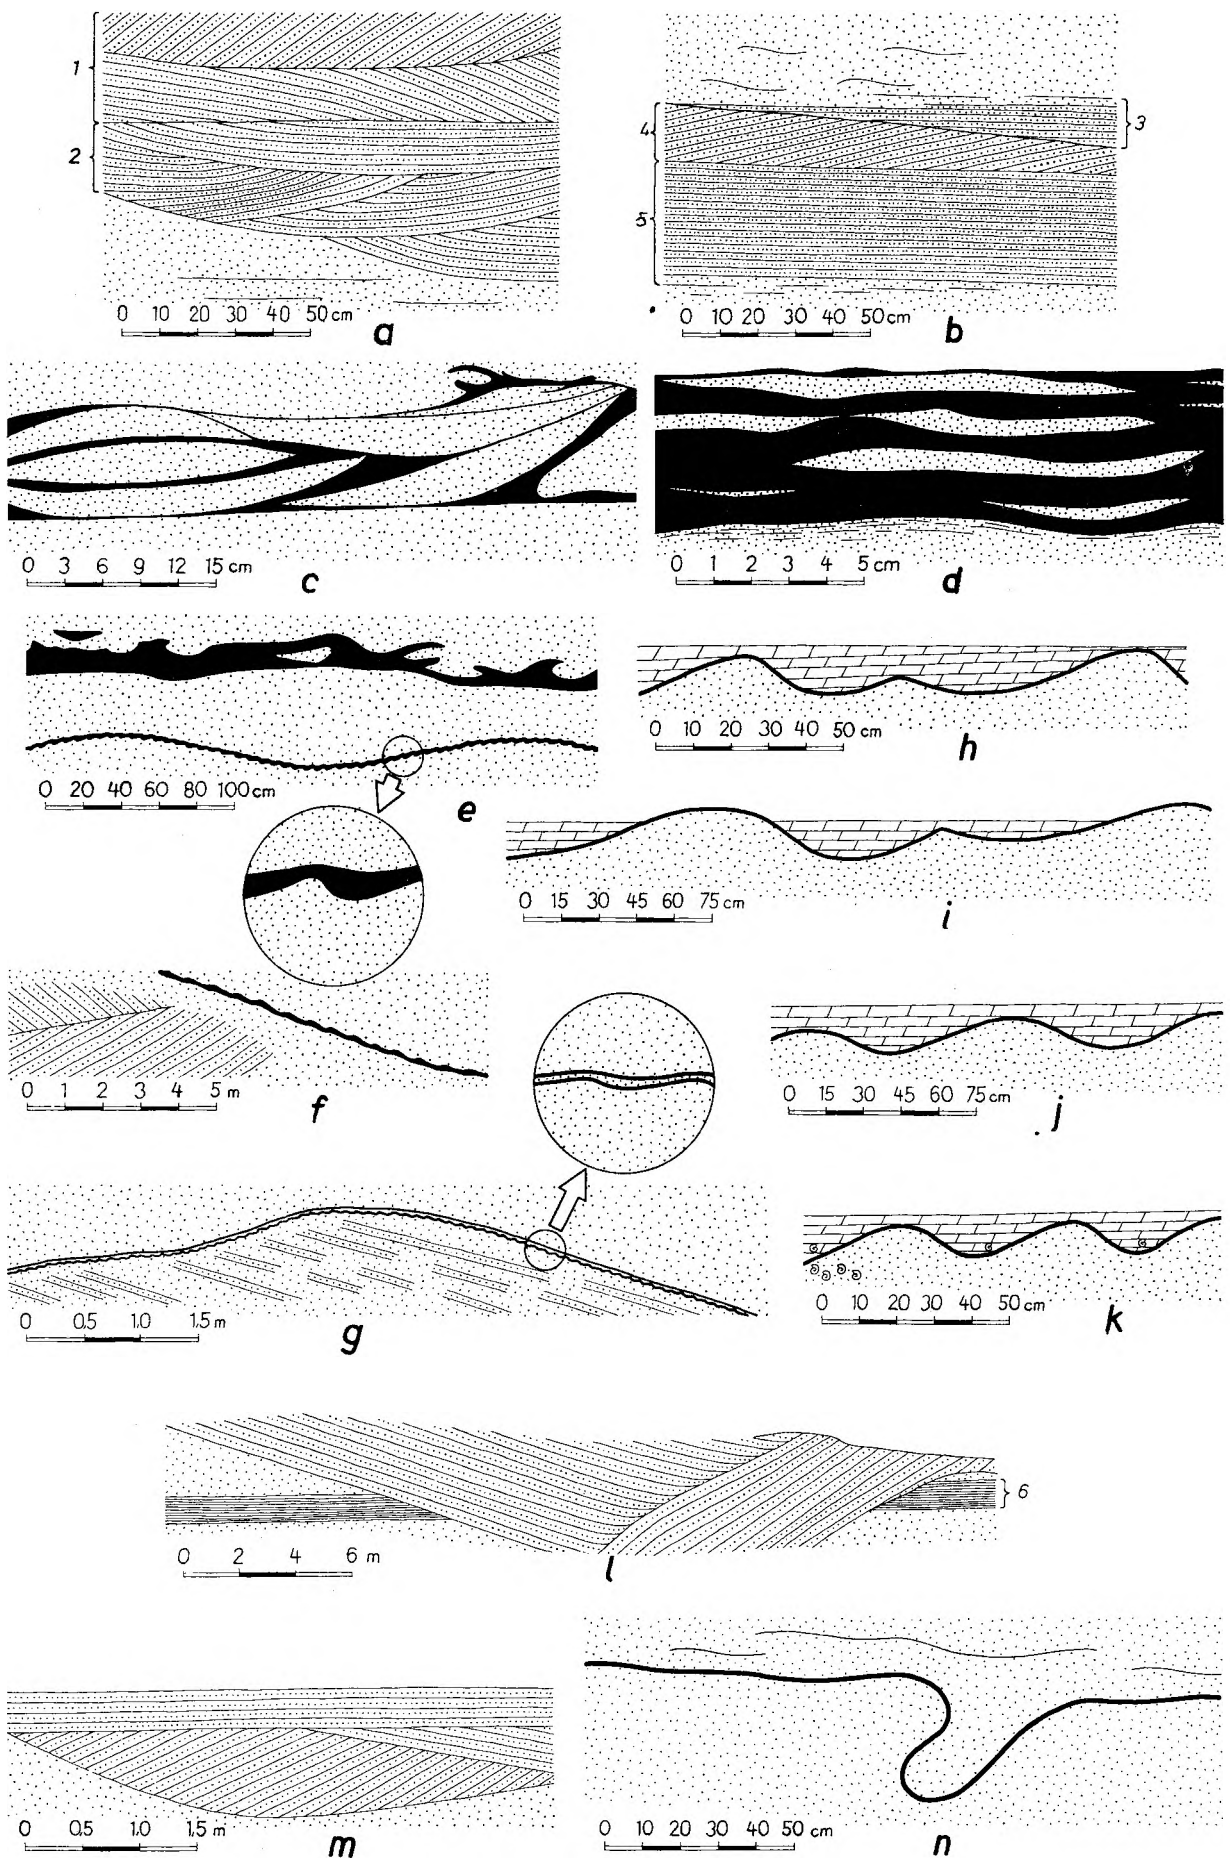 1
2
0 10 20 30 40 50 cm
a
4
3
5
0 10 20 30 40 50 cm
b
0 3 6 9 12 15 cm
c
0 1 2 3 4 5 cm
d
0 20 40 60 80 100 cm
e
0 10 20 30 40 50 cm
h
0 15 30 45 60 75 cm
i
0 1 2 3 4 5 m
f
0 15 30 45 60 75 cm
j
0 0,5 1,0 1,5 m
g
0 10 20 30 40 50 cm
k
6
0 2 4 6 m
l
0 0,5 1,0 1,5 m
m
0 10 20 30 40 50 cm
n